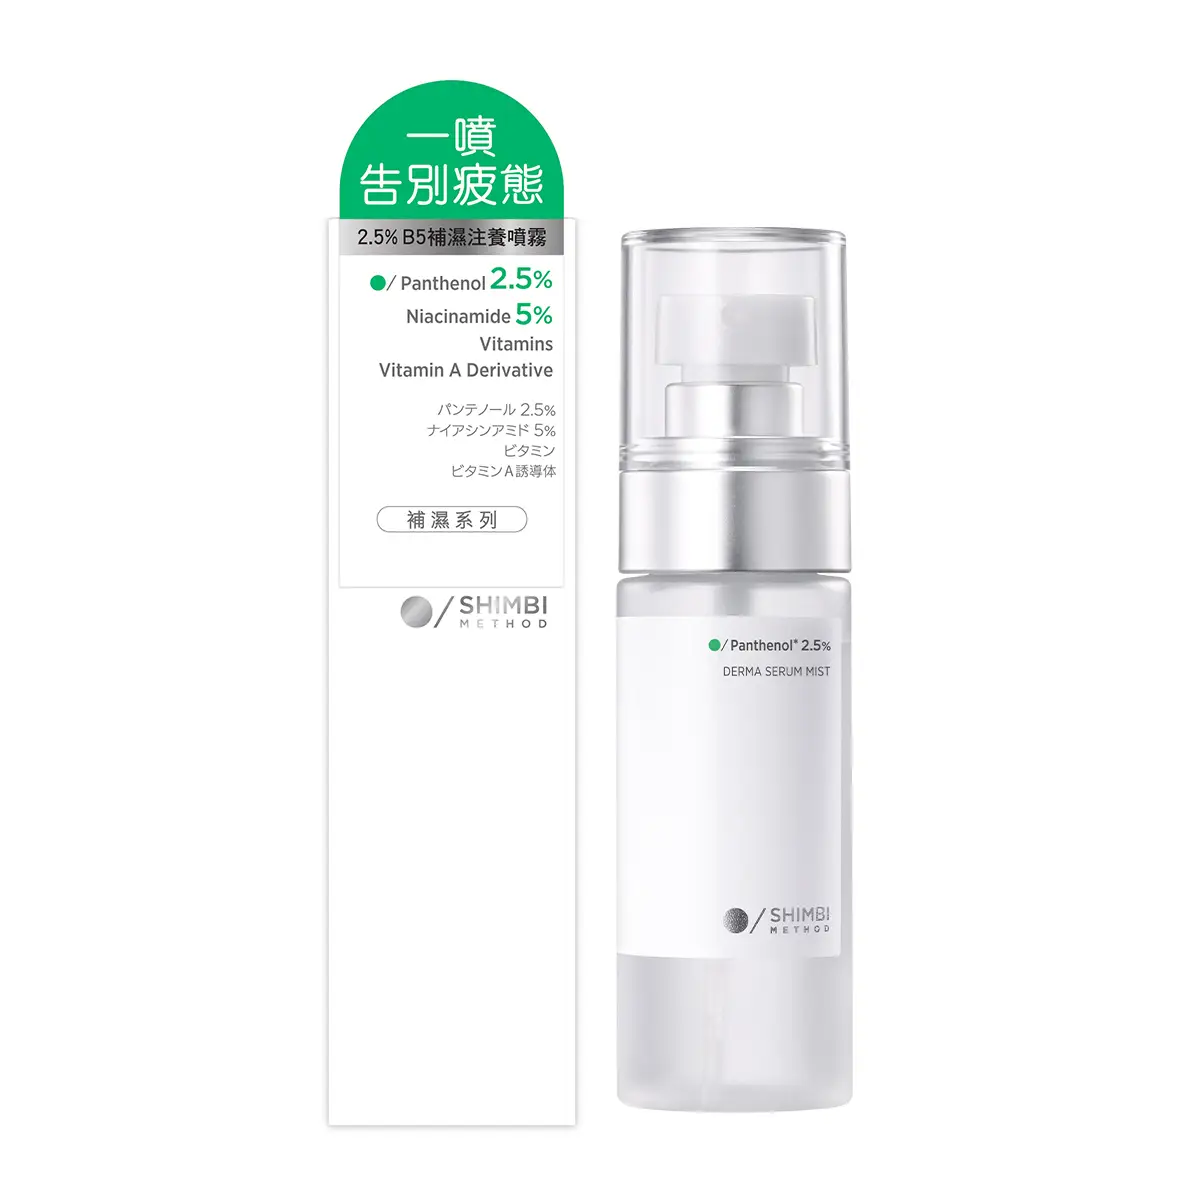 一噴
告別疲態
2.5% B5補濕注養噴霧
/ Panthenol 2.5%
Niacinamide 5%
Vitamins
Vitamin A Derivative
パンテノール 2.5%
ナイアシンアミド 5%
ビタミン
ビタミンA誘導体
補濕系列
/ SHIMBI
METHOD
/ Panthenol* 2.5%
DERMA SERUM MIST
/ SHIMBI
METHOD